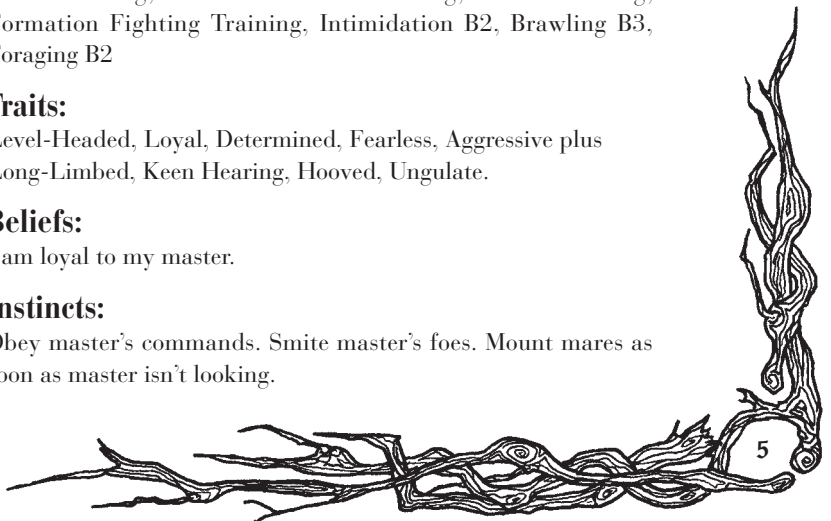 Formation Fighting Training, Intimidation B2, Brawling B3,
Foraging B2
Traits:
Level-Headed, Loyal, Determined, Fearless, Aggressive plus
Long-Limbed, Keen Hearing, Hooved, Ungulate.
Beliefs:
am loyal to my master.
Instincts:
Obey master's commands. Smite master's foes. Mount mares as
soon as master isn't looking.
5